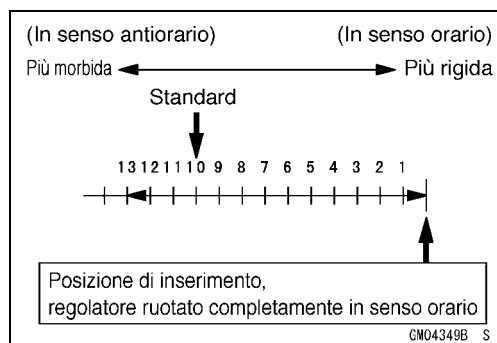 (In senso antiorario) (In senso orario)
Più morbida Più rigida
Standard
13 12 11 10 9 8 7 6 5 4 3 2 1
Posizione di inserimento,
regolatore ruotato completamente in senso orario
GM04349B S